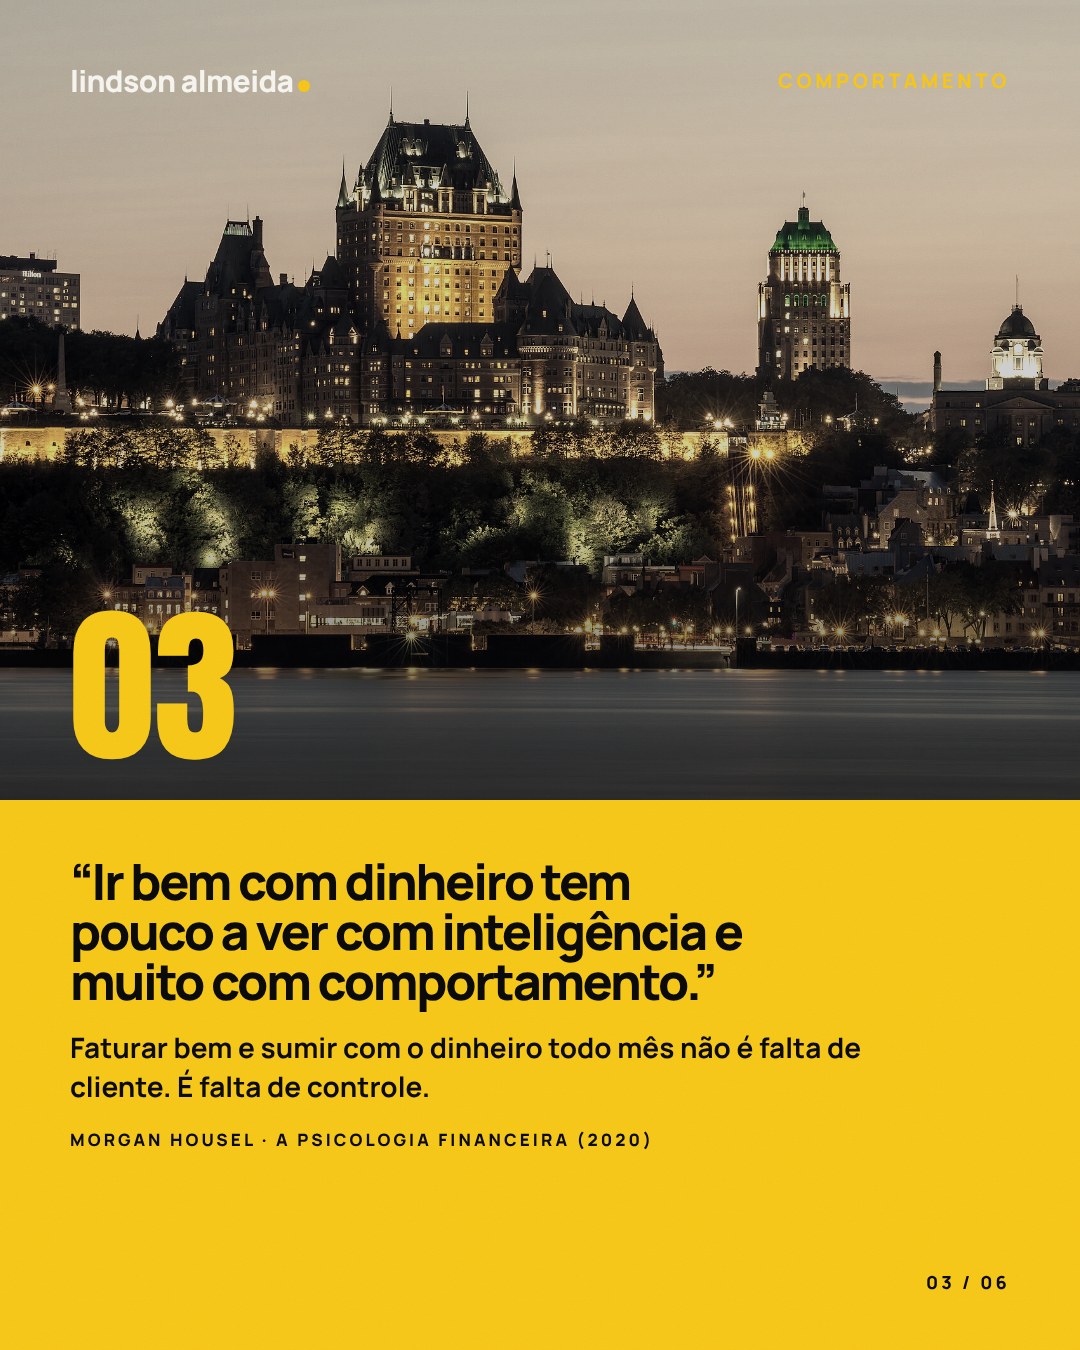 lindson almeida.
COMPORTAMENTO
Hilton
03
“Ir bem com dinheiro tem
pouco a ver com inteligência e
muito com comportamento.”
Faturar bem e sumir com o dinheiro todo mês não é falta de
cliente. É falta de controle.
MORGAN HOUSEL · A PSICOLOGIA FINANCEIRA (2020)
03 / 06